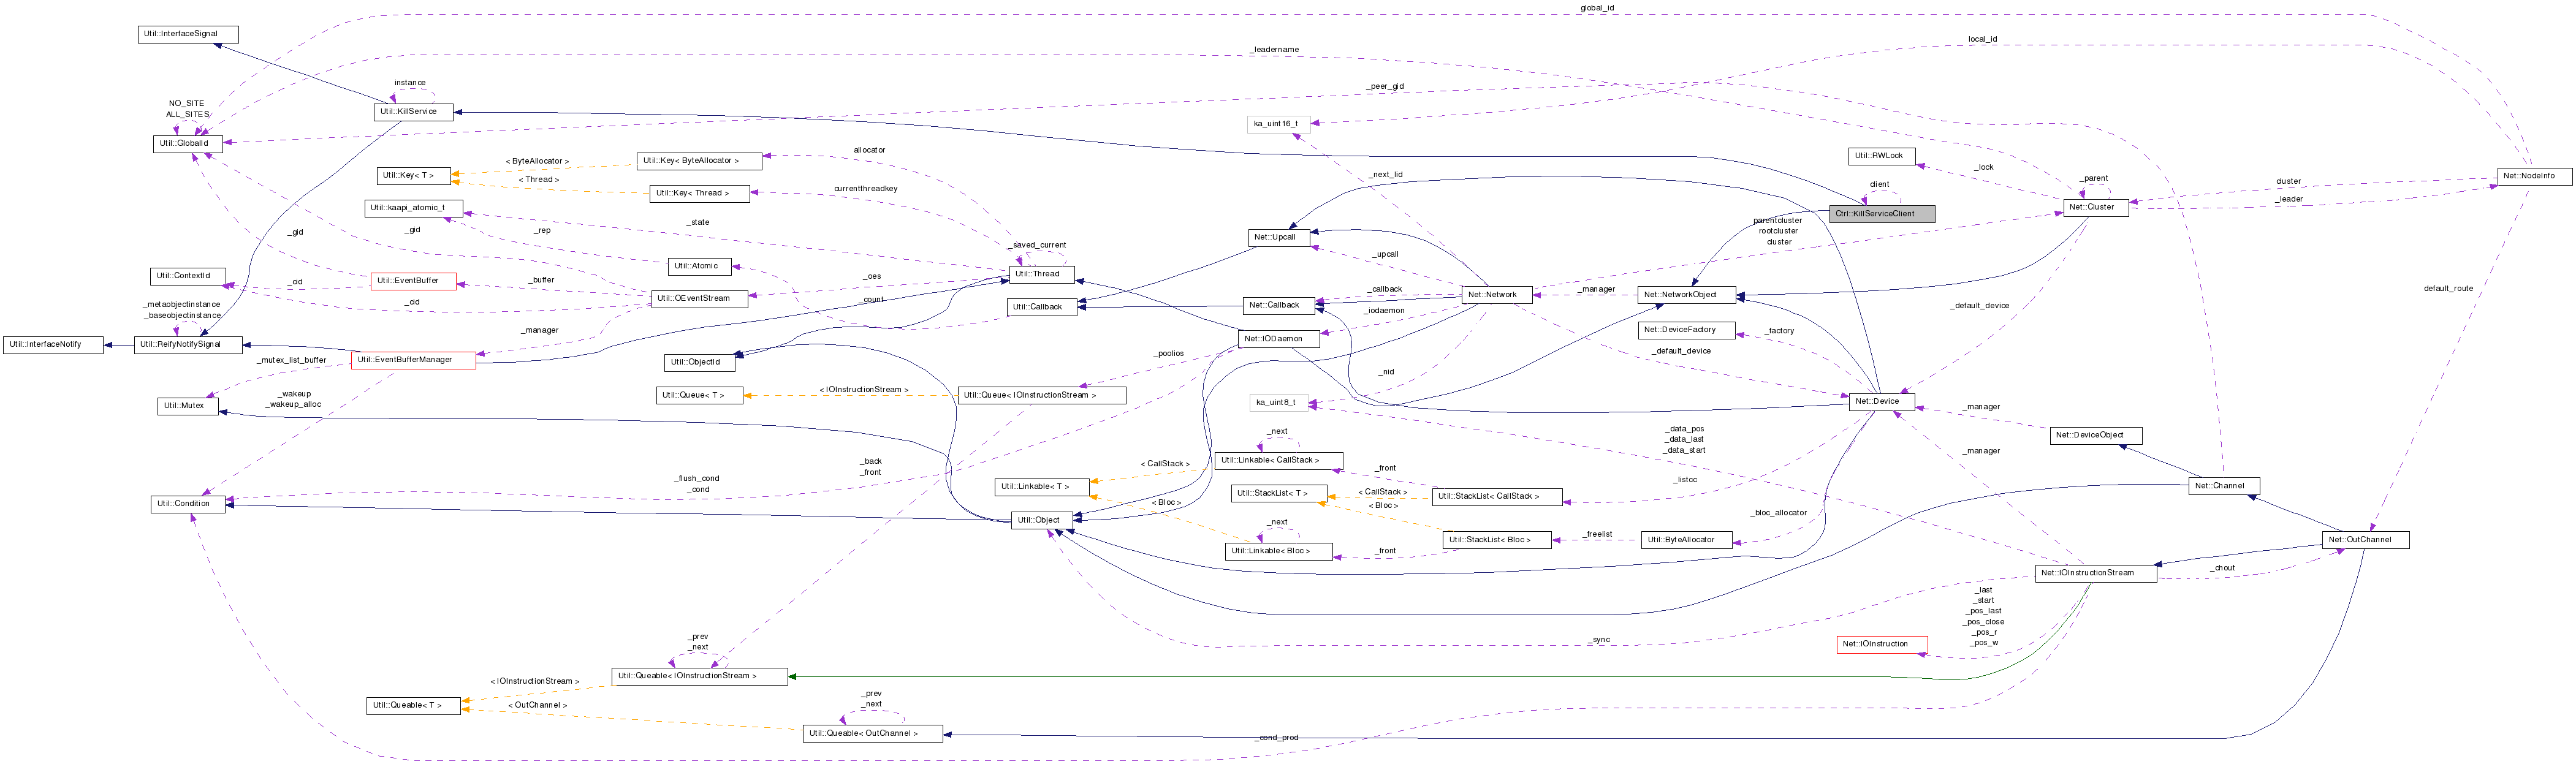 global_id
Util::InterfaceSignal
local_id
_leadername
instance
_peer_gid
NO_SITE
ALL_SITES
Util::KillService
ka_uint16_t
Util::GlobalId
allocator
Util::RWLock
< ByteAllocator >
Util::Key< ByteAllocator >
_lock
Util::Key< T >
_next_lid
Net::NodeInfo
< Thread >
_parent
cluster
client
currentthreadkey
Util::Key< Thread >
_leader
Util::kaapi_atomic_t
Net::Cluster
Ctrl::KillServiceClient
_state
parentcluster
rootcluster
cluster
_gid
_gid
_rep
Net::Upcall
_saved_current
_upcall
Util::Atomic
Util::Thread
Util::ContextId
_oes
_cid
Util::EventBuffer
_buffer
_callback
Net::Network
_manager
Net::NetworkObject
default_route
Util::OEventStream
_cid
_count
Util::Callback
Net::Callback
_default_device
_metaobjectinstance
_baseobjectinstance
_iodaemon
_manager
Net::DeviceFactory
_factory
Net::IODaemon
Util::InterfaceNotify
Util::ReifyNotifySignal
_default_device
_poolios
Util::EventBufferManager
_mutex_list_buffer
Util::ObjectId
_nid
< IOInstructionStream >
_wakeup
_wakeup_alloc
Util::Queue< T >
Util::Queue< IOInstructionStream >
Util::Mutex
ka_uint8_t
Net::Device
_manager
_next
_data_pos
_data_last
_data_start
Net::DeviceObject
_manager
_back
_front
< CallStack >
Util::Linkable< CallStack >
_front
_flush_cond
_cond
_listcc
Util::Linkable< T >
Util::StackList< T >
< CallStack >
Util::StackList< CallStack >
Net::Channel
Util::Condition
< Bloc >
< Bloc >
_bloc_allocator
Util::Object
_next
_freelist
Util::StackList< Bloc >
Util::ByteAllocator
Net::OutChannel
Util::Linkable< Bloc >
_front
Net::IOInstructionStream
_chout
_last
_start
_pos_last
_pos_close
_pos_r
_pos_w
_prev
_next
_sync
Net::IOInstruction
Util::Queable< IOInstructionStream >
< IOInstructionStream >
_prev
_next
Util::Queable< T >
< OutChannel >
Util::Queable< OutChannel >
_cond_prod